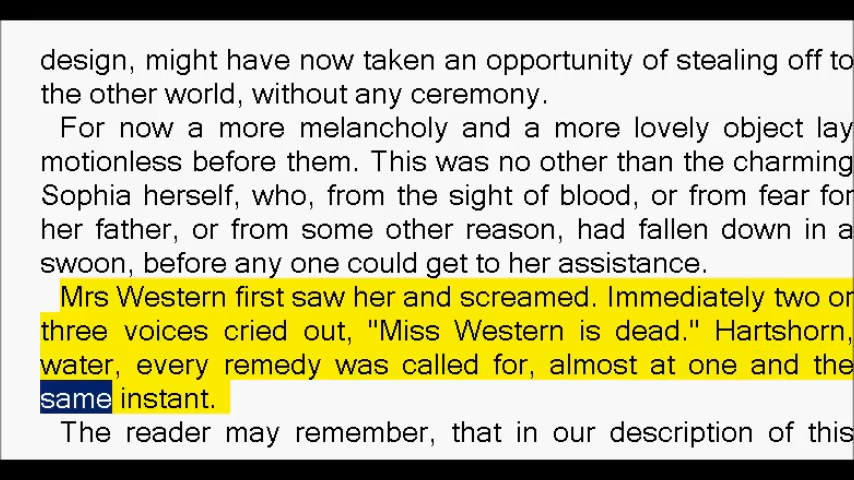 design, might have now taken an opportunity of stealing off to
the other world, without any ceremony.
For now a more melancholy and a more lovely object lay
motionless before them. This was no other than the charming
Sophia herself, who, from the sight of blood, or from fear for
her father, or from some other reason, had fallen down in a
swoon, before any one could get to her assistance.
Mrs Western first saw her and screamed. Immediately two or
three voices cried out, "Miss Western is dead." Hartshorn,
water, every remedy was called for, almost at one and the
same instant.
The reader may remember, that in our description of this